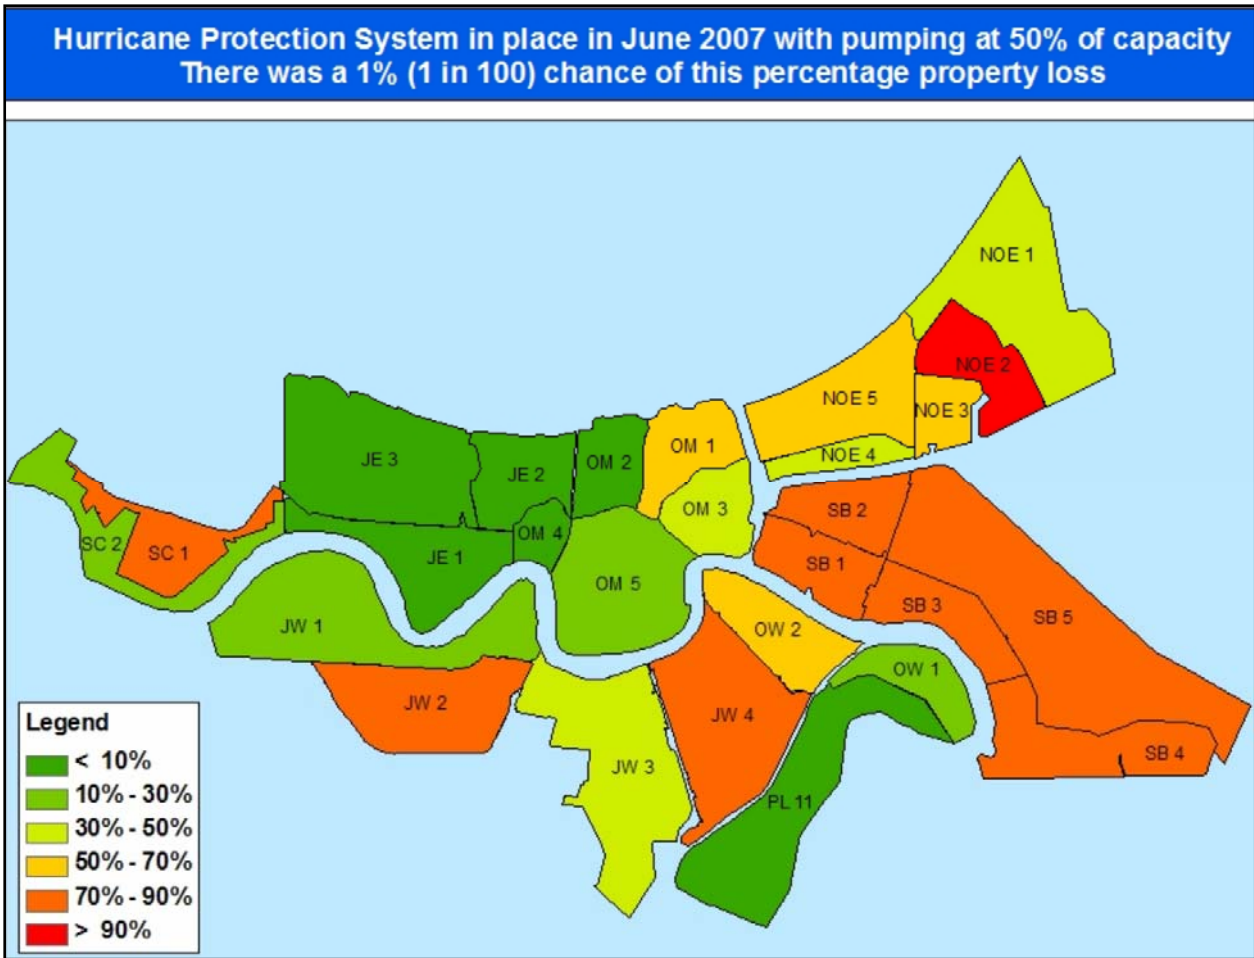 Hurricane Protection System in place in June 2007 with pumping at 50% of capacity
There was a 1% (1 in 100) chance of this percentage property loss
NOE 1
NOE 2
NOE 5
NOE 3
NOE 4
OM 1
JE 3
JE 2
OM 2
OM 3
SB 2
OM 4
SC 2
SC 1
JE 1
SB 1
OM 5
SB 3
SB 5
JW 1
OW 2
OW 1
JW 2
JW 4
SB 4
JW 3
PL 11
Legend
< 10%
10% - 30%
30% - 50%
50% - 70%
70% - 90%
> 90%